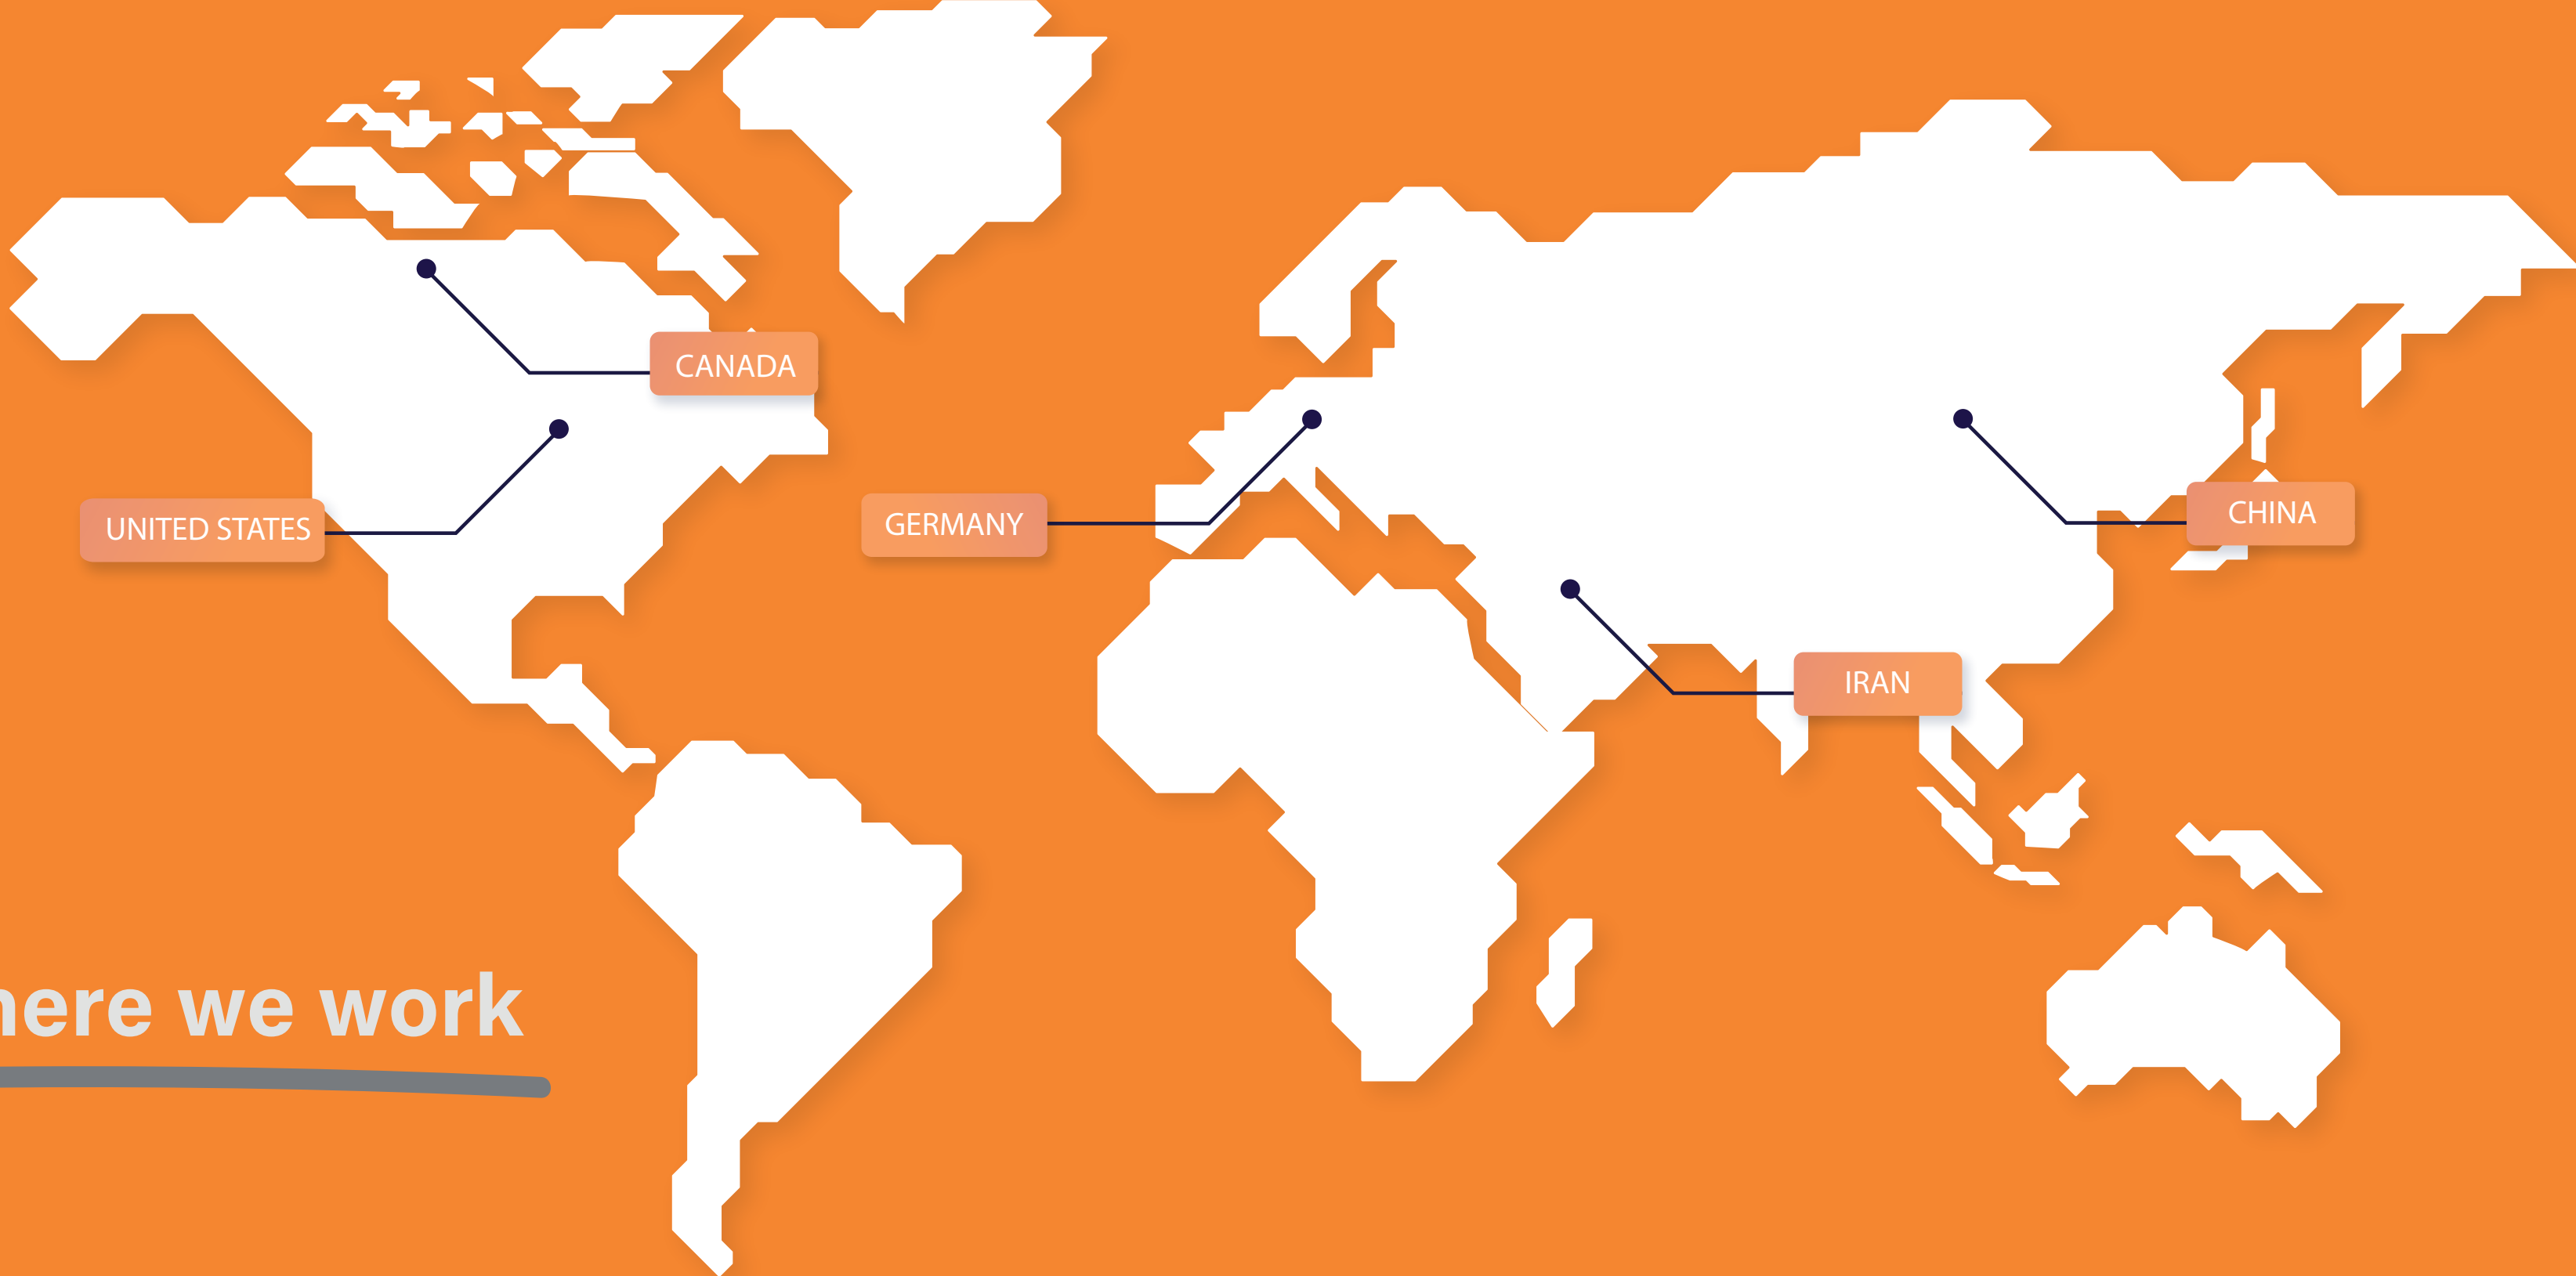 CANADA
UNITED STATES
GERMANY
CHINA
IRAN
here we work